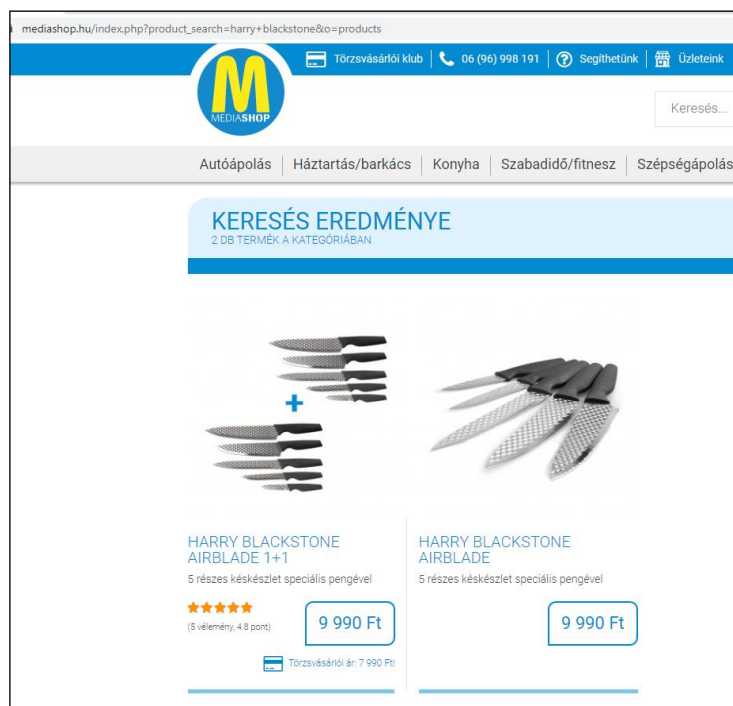 mediashop.hu/index.php?product_search=harry+blackstone&o=products
Törzsvásárlói klub 06 (96) 998 191 Segíthetünk Üzleteink
M
MEDIASHOP
Keresés...
Autóápolás Háztartás/barkács Konyha Szabadidő/fitnesz Szépségápolás
KERESÉS EREDMÉNYE
2 DB TERMÉK A KATEGÓRIÁBAN
+
HARRY BLACKSTONE
AIRBLADE 1+1
5 részes késkészlet speciális pengével
(5 vélemény, 4.8 pont)
9 990 Ft
Törzsvásárlói ár: 7 990 Ft!
HARRY BLACKSTONE
AIRBLADE
5 részes késkészlet speciális pengével
9 990 Ft